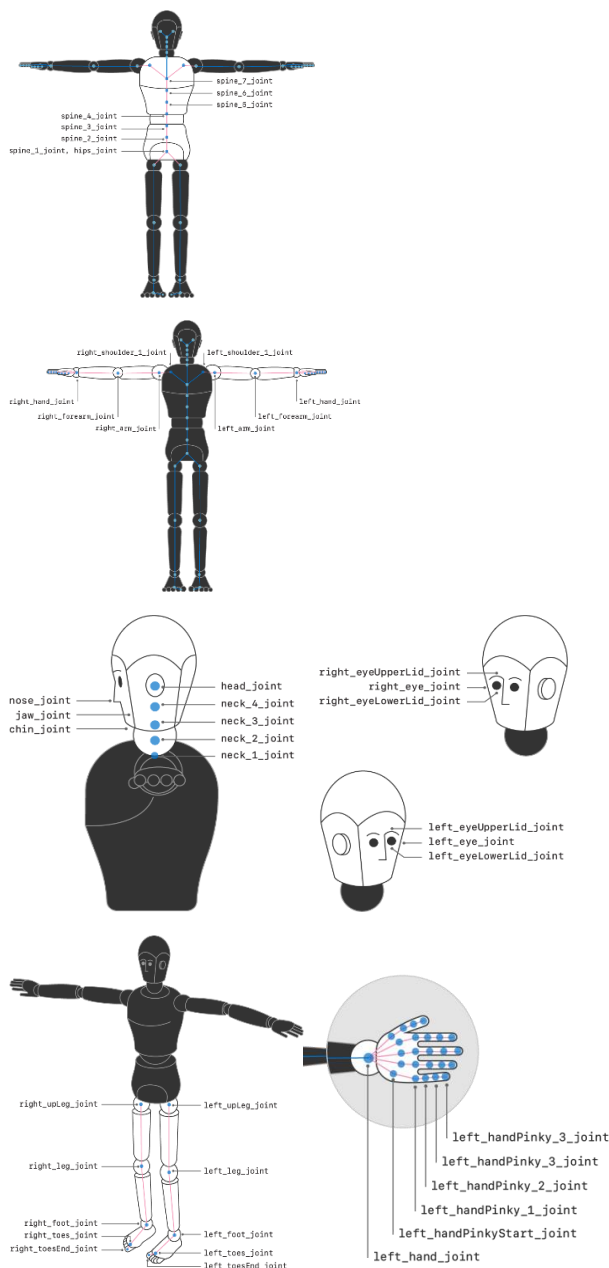 spine_7_joint
spine_6_joint
spine_5_joint
spine_4_joint
spine_3_joint
spine_2_joint
spine_1_joint, hips_joint
right_shoulder_1_joint
left_shoulder_1_joint
right_hand_joint
left_hand_joint
right_forearm_joint
left_forearm_joint
right_arm_joint
left_arm_joint
nose_joint
jaw_joint
chin_joint
head_joint
neck_4_joint
neck_3_joint
neck_2_joint
neck_1_joint
right_eyeUpperLid_joint
right_eye_joint
right_eyeLowerLid_joint
left_eyeUpperLid_joint
left_eye_joint
left_eyeLowerLid_joint
right_upLeg_joint
left_upLeg_joint
right_leg_joint
left_leg_joint
right_foot_joint
right_toes_joint
right_toesEnd_joint
left_foot_joint
left_toes_joint
left_toesEnd_joint
left_handPinky_3_joint
left_handPinky_3_joint
left_handPinky_2_joint
left_handPinky_1_joint
left_handPinkyStart_joint
left_hand_joint